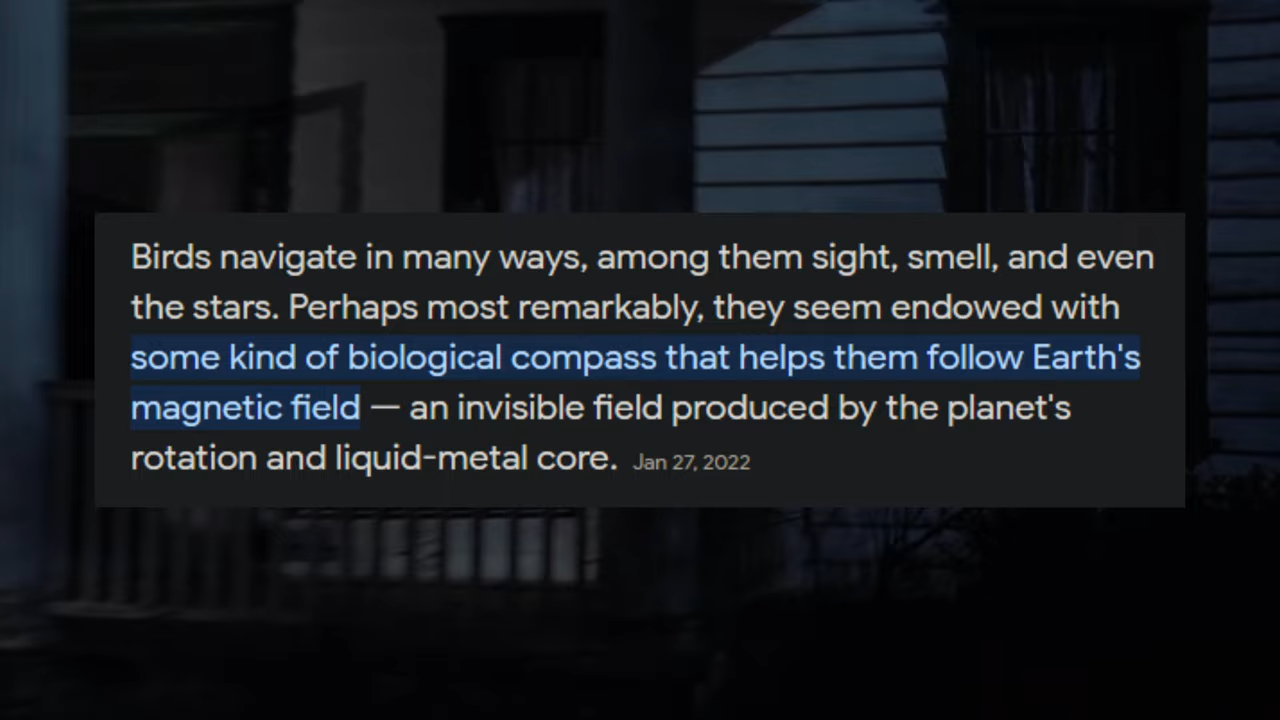 Birds navigate in many ways, among them sight, smell, and even
the stars. Perhaps most remarkably, they seem endowed with
some kind of biological compass that helps them follow Earth's
magnetic field — an invisible field produced by the planet's
rotation and liquid-metal core. Jan 27, 2022